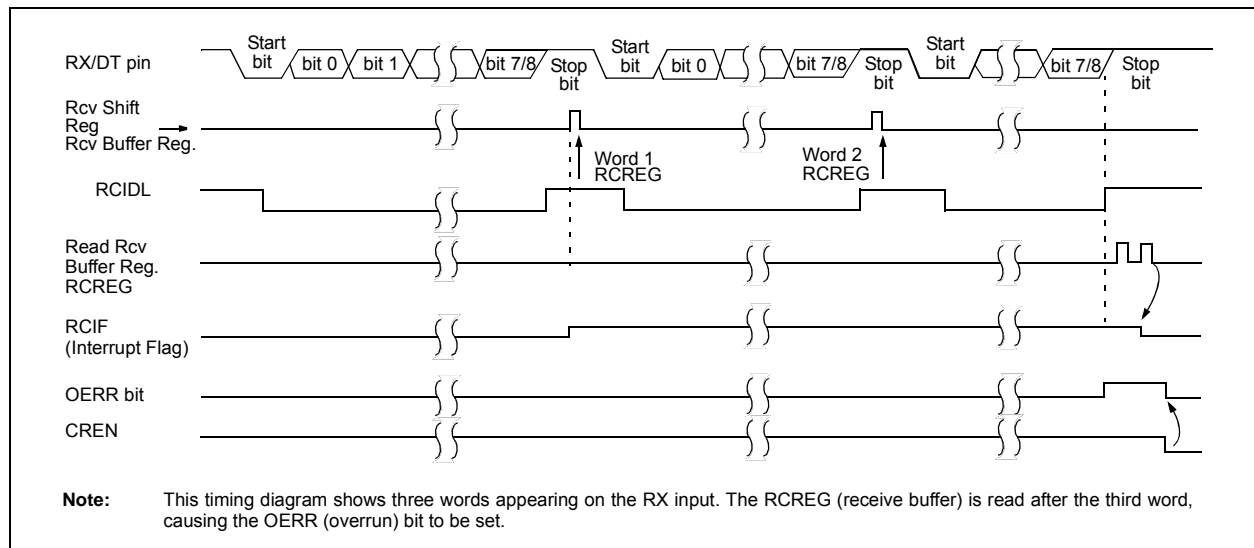 RX/DT pin
Start
bit
bit 0
bit 1
bit 7/8
Stop
bit
Start
bit
bit 0
bit 7/8
Stop
bit
Start
bit
bit 7/8
Stop
bit
Rcv Shift
Reg
Rcv Buffer Reg.
Word 1
RCREG
Word 2
RCREG
RCIDL
Read Rcv
Buffer Reg.
RCREG
RCIF
(Interrupt Flag)
OERR bit
CREN
Note: This timing diagram shows three words appearing on the RX input. The RCREG (receive buffer) is read after the third word,
causing the OERR (overrun) bit to be set.